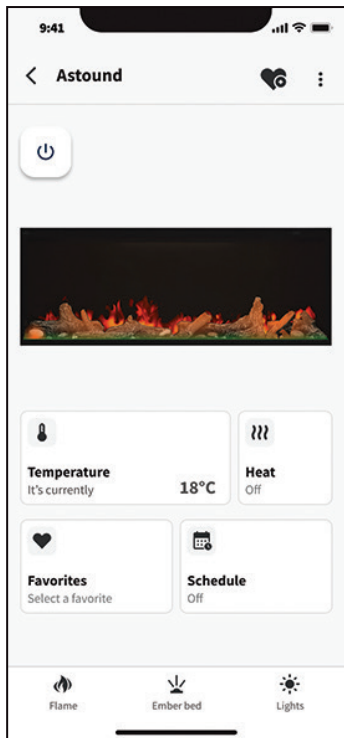 9:41
Astound
Temperature
It's currently
18°C
Heat
Off
Favorites
Select a favorite
Schedule
Off
Flame
Ember bed
Lights